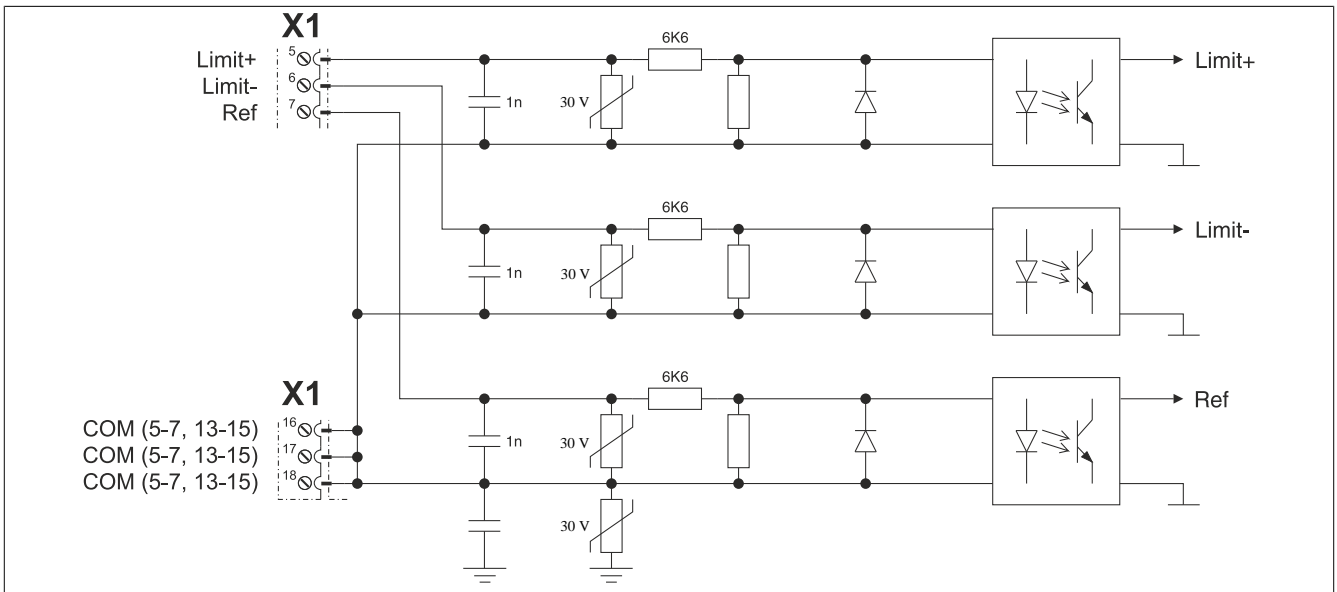 X1
6K6
Limit+
5
Limit+
Limit-
6
1n
30 V
Ref
7
6K6
Limit-
1n
30 V
X1
6K6
Ref
COM (5-7, 13-15)
16
1n
30 V
COM (5-7, 13-15)
17
COM (5-7, 13-15)
18
30 V